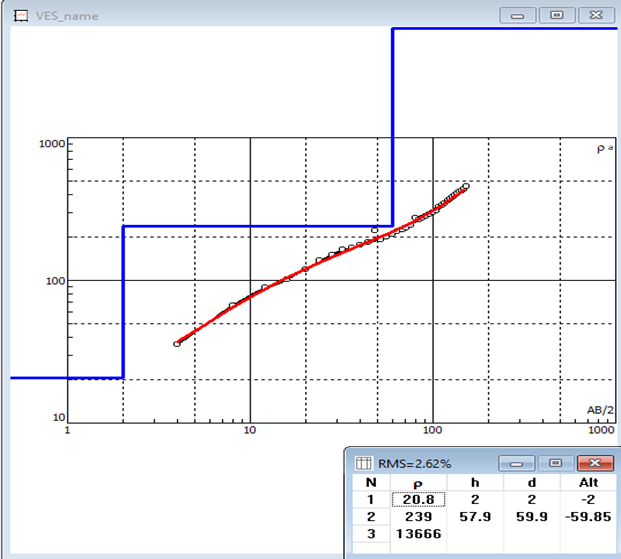 VES_name
1000
ρ a
100
10
AB/2
1 10 100 1000
RMS=2.62%
N ρ h d Alt
1 20.8 2 2 -2
2 239 57.9 59.9 -59.85
3 13666